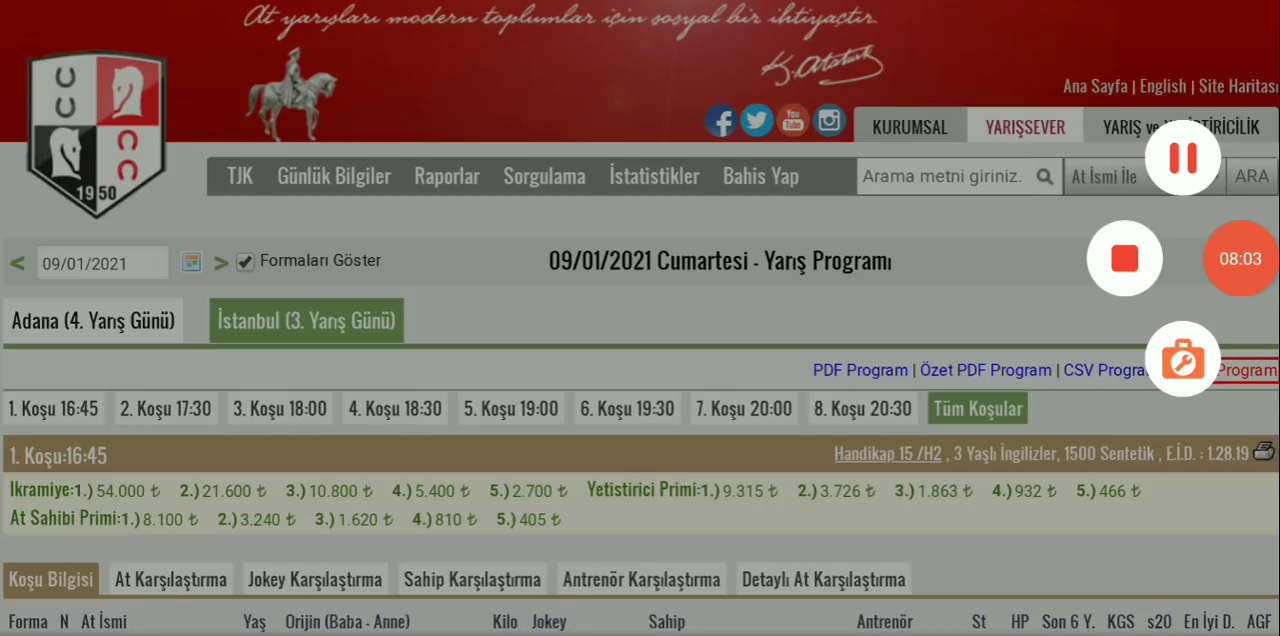 At yarışları modern toplumlar için sosyal bir ihtiyaçtır.
K. Atatürk
Ana Sayfa | English | Site Haritası
1950
You Tube
KURUMSAL YARIŞSEVER YARIŞ
TJK Günlük Bilgiler Raporlar Sorgulama İstatistikler Bahis Yap Arama metni giriniz. At İsmi İle ARA
< 09/01/2021 > Formaları Göster 09/01/2021 Cumartesi - Yarış Programı 08:03
Adana (4. Yarış Günü) İstanbul (3. Yarış Günü)
PDF Program | Özet PDF Program | CSV Program Program
1. Koşu 16:45 2. Koşu 17:30 3. Koşu 18:00 4. Koşu 18:30 5. Koşu 19:00 6. Koşu 19:30 7. Koşu 20:00 8. Koşu 20:30 Tüm Koşular
1. Koşu:16:45 Handikap 15 /H2 , 3 Yaşlı İngilizler, 1500 Sentetik , E.İ.D. : 1.28.19
Ikramiye:1.) 54.000 ₺ 2.) 21.600 ₺ 3.) 10.800 ₺ 4.) 5.400 ₺ 5.) 2.700 ₺ Yetistirici Primi:1.) 9.315 ₺ 2.) 3.726 ₺ 3.) 1.863 ₺ 4.) 932 ₺ 5.) 466 ₺
At Sahibi Primi:1.) 8.100 ₺ 2.) 3.240 ₺ 3.) 1.620 ₺ 4.) 810 ₺ 5.) 405 ₺
Koşu Bilgisi At Karşılaştırma Jokey Karşılaştırma Sahip Karşılaştırma Antrenör Karşılaştırma Detaylı At Karşılaştırma
Forma N At İsmi Yaş Orijin (Baba - Anne) Kilo Jokey Sahip Antrenör St HP Son 6 Y. KGS s20 En İyi D. AGF